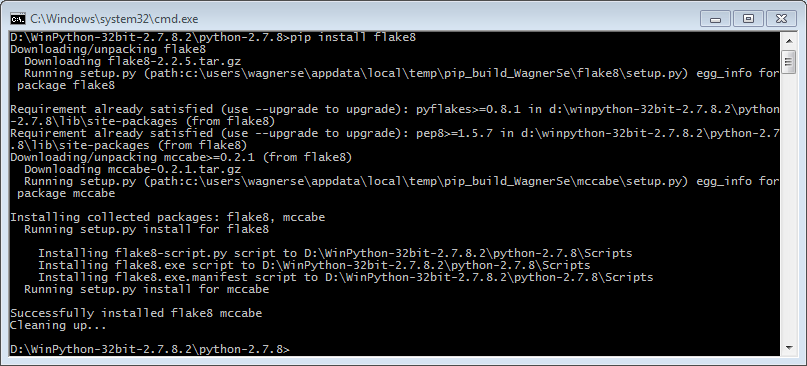 C:\Windows\system32\cmd.exe
D:\WinPython-32bit-2.7.8.2\python-2.7.8>pip install flake8
Downloading/unpacking flake8
  Downloading flake8-2.2.5.tar.gz
  Running setup.py (path:c:\users\wagnerse\appdata\local\temp\pip_build_WagnerSe\flake8\setup.py) egg_info for
 package flake8

Requirement already satisfied (use --upgrade to upgrade): pyflakes>=0.8.1 in d:\winpython-32bit-2.7.8.2\python
-2.7.8\lib\site-packages (from flake8)
Requirement already satisfied (use --upgrade to upgrade): pep8>=1.5.7 in d:\winpython-32bit-2.7.8.2\python-2.7
.8\lib\site-packages (from flake8)
Downloading/unpacking mccabe>=0.2.1 (from flake8)
  Downloading mccabe-0.2.1.tar.gz
  Running setup.py (path:c:\users\wagnerse\appdata\local\temp\pip_build_WagnerSe\mccabe\setup.py) egg_info for
 package mccabe

Installing collected packages: flake8, mccabe
  Running setup.py install for flake8

    Installing flake8-script.py script to D:\WinPython-32bit-2.7.8.2\python-2.7.8\Scripts
    Installing flake8.exe script to D:\WinPython-32bit-2.7.8.2\python-2.7.8\Scripts
    Installing flake8.exe.manifest script to D:\WinPython-32bit-2.7.8.2\python-2.7.8\Scripts
  Running setup.py install for mccabe

Successfully installed flake8 mccabe
Cleaning up...

D:\WinPython-32bit-2.7.8.2\python-2.7.8>